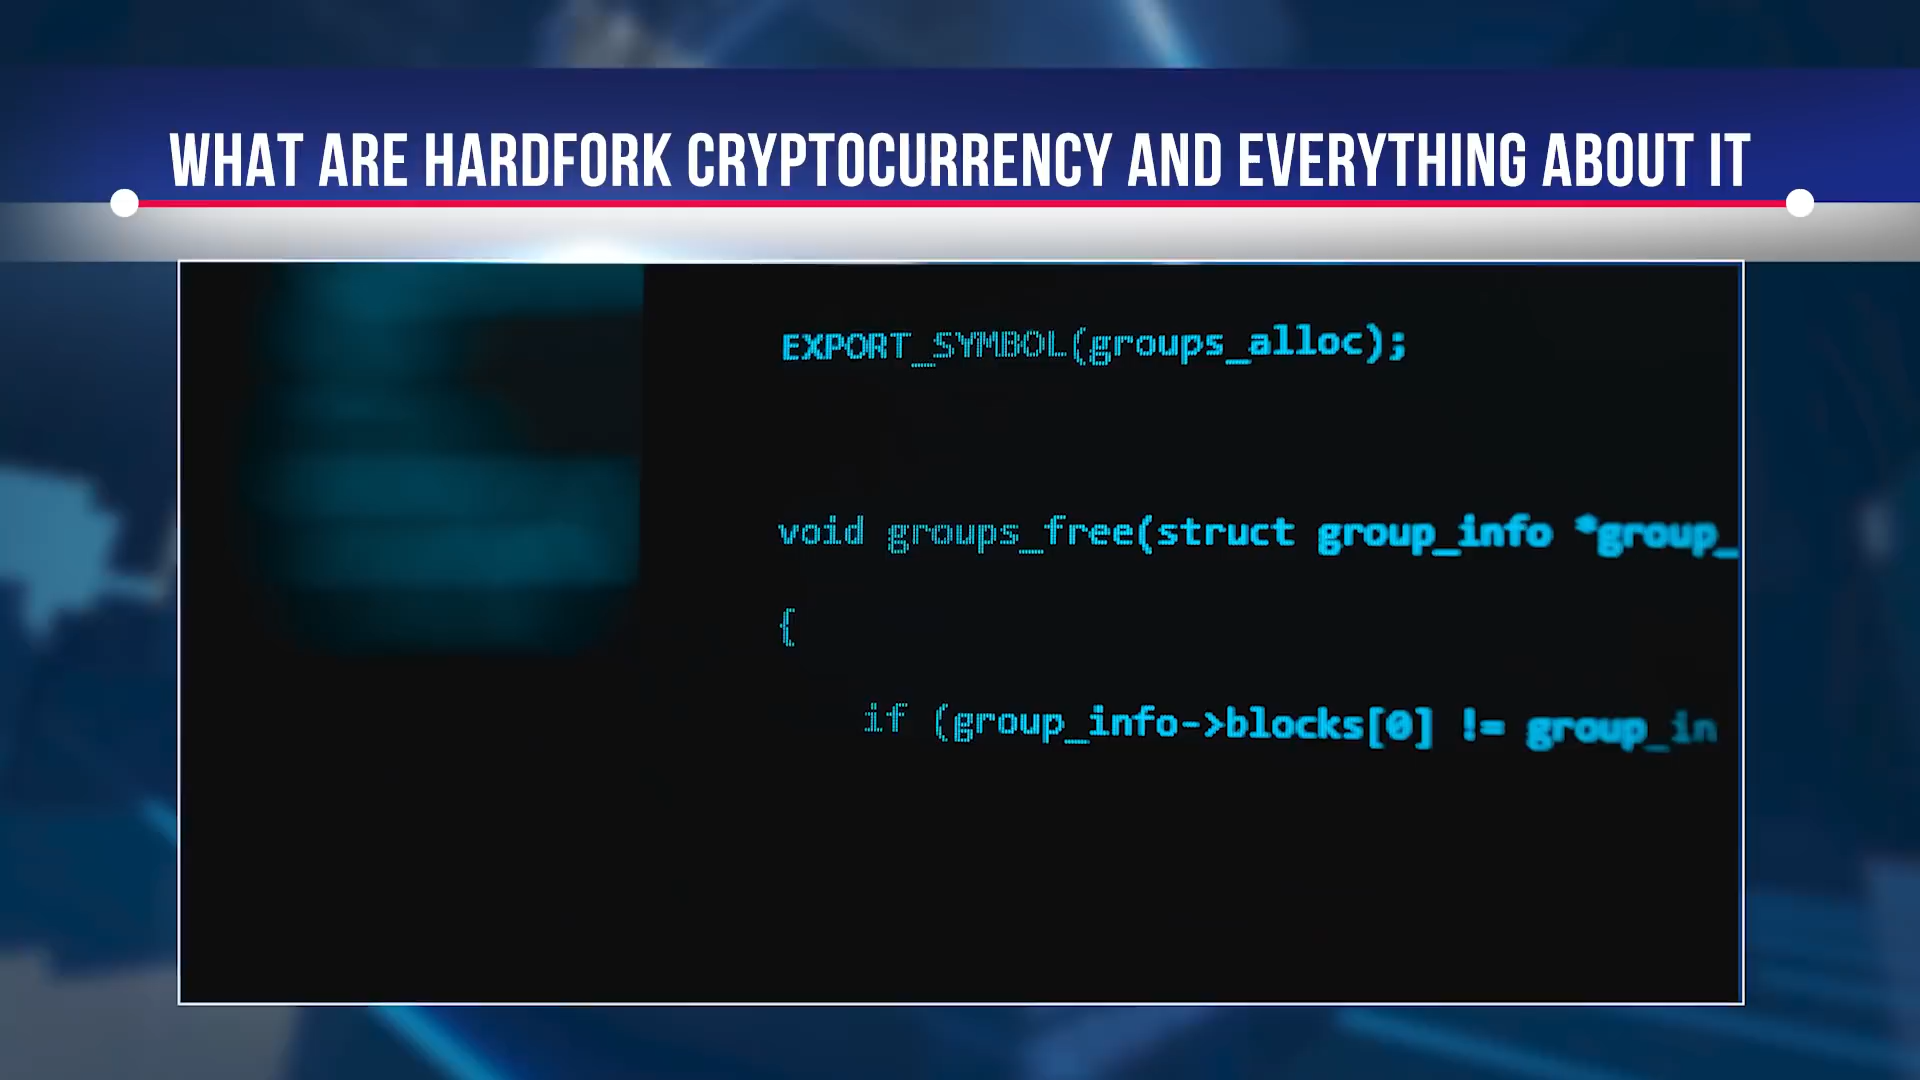 WHAT ARE HARDFORK CRYPTOCURRENCY AND EVERYTHING ABOUT IT
EXPORT_SYMBOL(groups_alloc);
void groups_free(struct group_info *group_
{
if (group_info->blocks[0] != group_in